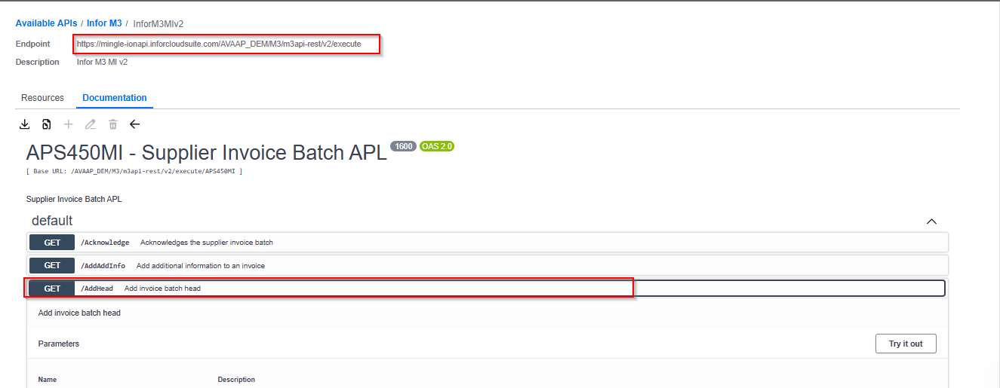 Available APIs / Infor M3 / InforM3MIv2
Endpoint https://mingle-ionapi.inforcloudsuite.com/AVAAP_DEM/M3/m3api-rest/v2/execute
Description Infor M3 MI v2
Resources Documentation
APS450MI - Supplier Invoice Batch APL 1600 OAS 2.0
[ Base URL: /AVAAP_DEM/M3/m3api-rest/v2/execute/APS450MI ]
Supplier Invoice Batch APL
default
GET /Acknowledge Acknowledges the supplier invoice batch
GET /AddAddInfo Add additional information to an invoice
GET /AddHead Add invoice batch head
Add invoice batch head
Parameters Try it out
Name Description